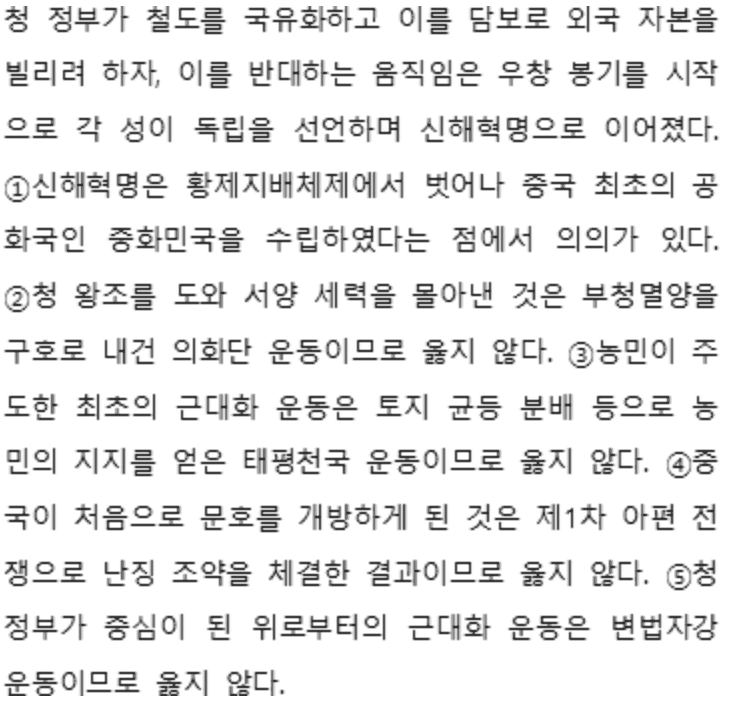 청 정부가 철도를 국유화하고 이를 담보로 외국 자본을
빌리려 하자, 이를 반대하는 움직임은 우창 봉기를 시작
으로 각 성이 독립을 선언하며 신해혁명으로 이어졌다.
①신해혁명은 황제지배체제에서 벗어나 중국 최초의 공
화국인 중화민국을 수립하였다는 점에서 의의가 있다.
②청 왕조를 도와 서양 세력을 몰아낸 것은 부청멸양을
구호로 내건 의화단 운동이므로 옳지 않다. ③농민이 주
도한 최초의 근대화 운동은 토지 균등 분배 등으로 농
민의 지지를 얻은 태평천국 운동이므로 옳지 않다. ④중
국이 처음으로 문호를 개방하게 된 것은 제1차 아편 전
쟁으로 난징 조약을 체결한 결과이므로 옳지 않다. ⑤청
정부가 중심이 된 위로부터의 근대화 운동은 변법자강
운동이므로 옳지 않다.